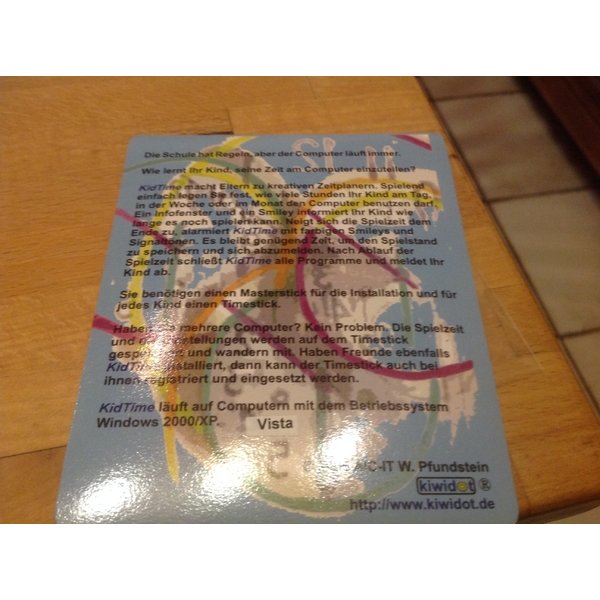 Die Schule hat Regeln, aber der Computer läuft immer.
Wie lernt Ihr Kind, seine Zeit am Computer einzuteilen?
KidTime macht Eltern zu kreativen Zeitplanern. Spielend
einfach legen Sie fest, wie viele Stunden Ihr Kind am Tag,
in der Woche oder im Monat den Computer benutzen darf.
Ein Infofenster und ein Smiley informiert Ihr Kind wie
lange es noch spielen kann. Neigt sich die Spielzeit dem
Ende zu, alarmiert KidTime mit farbigen Smileys und
Signaltönen. Es bleibt genügend Zeit, um den Spielstand
zu speichern und sich abzumelden. Nach Ablauf der
Spielzeit schließt KidTime alle Programme und meldet Ihr
Kind ab.
Sie benötigen einen Masterstick für die Installation und für
jedes Kind einen Timestick.
Haben Sie mehrere Computer? Kein Problem. Die Spielzeit
und die Einstellungen werden auf dem Timestick
gespeichert und wandern mit. Haben Freunde ebenfalls
KidTime installiert, dann kann der Timestick auch bei
ihnen registriert und eingesetzt werden.
KidTime läuft auf Computern mit dem Betriebssystem
Windows 2000/XP. Vista
A/C-IT W. Pfundstein
kiwidot ®
http://www.kiwidot.de